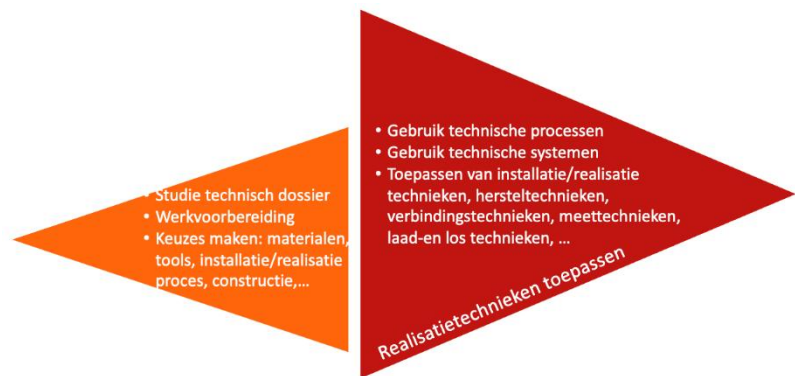 • Studie technisch dossier
• Werkvoorbereiding
• Keuzes maken: materialen,
tools, installatie/realisatie
proces, constructie,...
• Gebruik technische processen
• Gebruik technische systemen
• Toepassen van installatie/realisatie
technieken, hersteltechnieken,
verbindingstechnieken, meettechnieken,
laad-en los technieken, ...
Realisatietechnieken toepassen